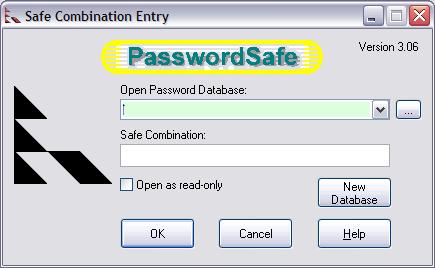 Safe Combination Entry
PasswordSafe
Version 3.06
Open Password Database:
...
Safe Combination:
Open as read-only
New
Database
OK
Cancel
Help